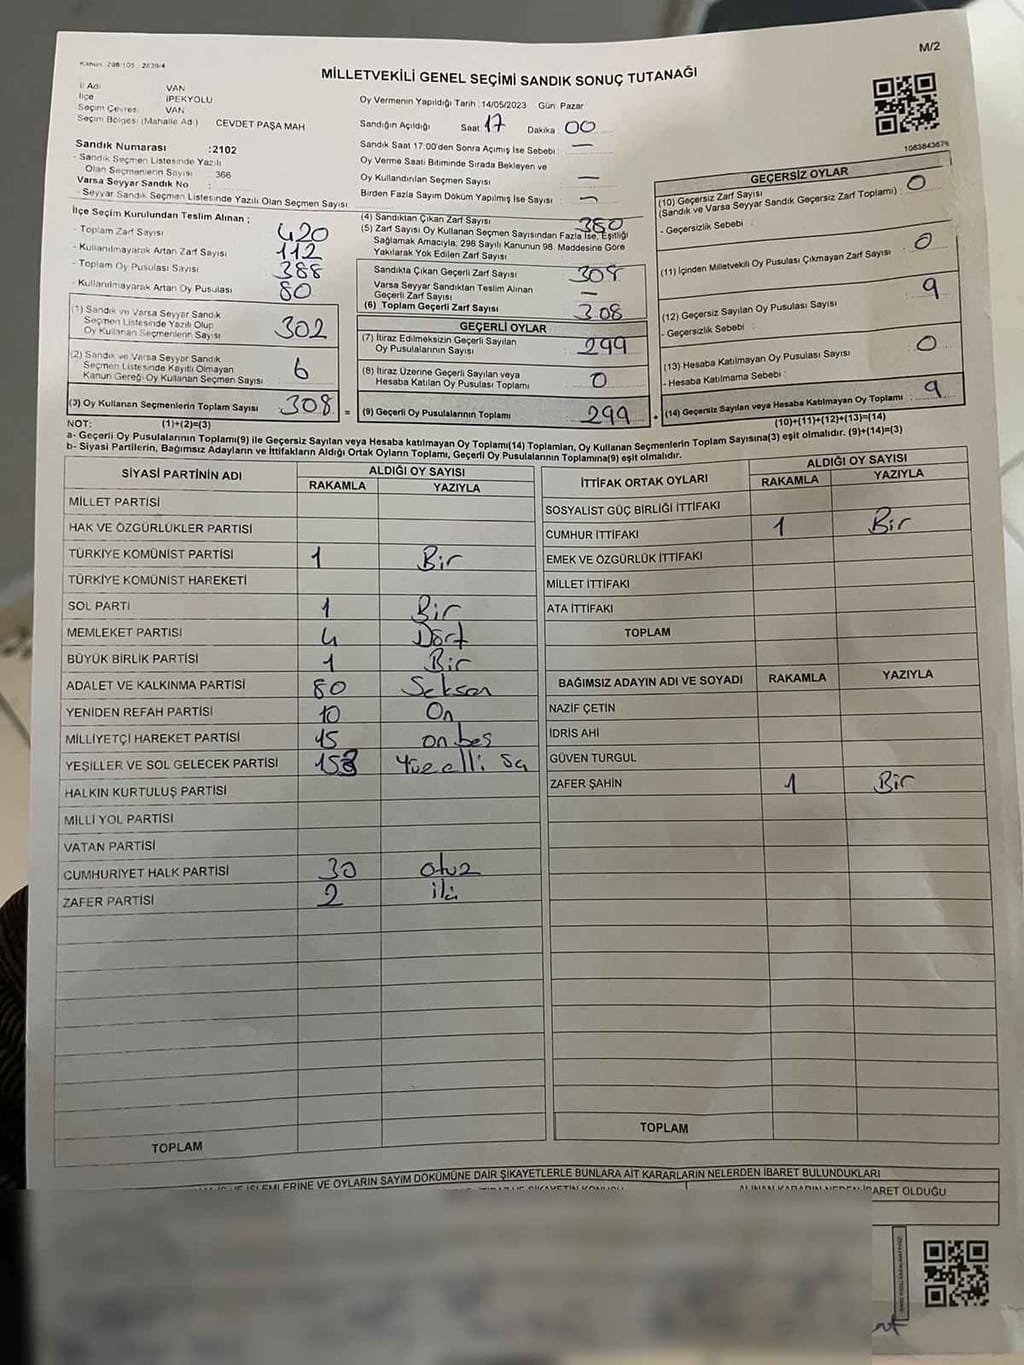 M/2
Kanun: 298/105 - 2839/4
MİLLETVEKİLİ GENEL SEÇİMİ SANDIK SONUÇ TUTANAĞI
İl Adı VAN
İlçe İPEKYOLU
Seçim Çevresi VAN
Seçim Bölgesi (Mahalle Adı) CEVDET PAŞA MAH
Sandık Numarası :2102
- Sandık Seçmen Listesinde Yazılı
Olan Seçmenlerin Sayısı : 366
Varsa Seyyar Sandık No :
- Seyyar Sandık Seçmen Listesinde Yazılı Olan Seçmen Sayısı
Oy Vermenin Yapıldığı Tarih : 14/05/2023 Gün: Pazar
Sandığın Açıldığı Saat: 17 Dakika : 00
Sandık Saat 17:00'den Sonra Açımış İse Sebebi : —
Oy Verme Saati Bitiminde Sırada Bekleyen ve
Oy Kullandırılan Seçmen Sayısı : —
Birden Fazla Sayım Döküm Yapılmış İse Sayısı : —
1083843676
İlçe Seçim Kurulundan Teslim Alınan ;
- Toplam Zarf Sayısı 420
- Kullanılmayarak Artan Zarf Sayısı 112
- Toplam Oy Pusulası Sayısı 388
- Kullanılmayarak Artan Oy Pusulası 80
(1) Sandık ve Varsa Seyyar Sandık
Seçmen Listesinde Yazılı Olup
Oy Kullanan Seçmenlerin Sayısı 302
(2) Sandık ve Varsa Seyyar Sandık
Seçmen Listesinde Kayıtlı Olmayan
Kanun Gereği Oy Kullanan Seçmen Sayısı : 6
(3) Oy Kullanan Seçmenlerin Toplam Sayısı 308 =
(1)+(2)=(3)
(4) Sandıktan Çıkan Zarf Sayısı
(5) Zarf Sayısı Oy Kullanan Seçmen Sayısından Fazla İse, Eşitliği
Sağlamak Amacıyla; 298 Sayılı Kanunun 98. Maddesine Göre
Yakılarak Yok Edilen Zarf Sayısı
Sandıkta Çıkan Geçerli Zarf Sayısı 308
Varsa Seyyar Sandıktan Teslim Alınan
Geçerli Zarf Sayısı —
(6) Toplam Geçerli Zarf Sayısı 308
GEÇERLİ OYLAR
(7) İtiraz Edilmeksizin Geçerli Sayılan
Oy Pusulalarının Sayısı 299
(8) İtiraz Üzerine Geçerli Sayılan veya
Hesaba Katılan Oy Pusulaları Toplamı 0
(9) Geçerli Oy Pusulalarının Toplamı 299 +
GEÇERSİZ OYLAR
(10) Geçersiz Zarf Sayısı
(Sandık ve Varsa Seyyar Sandık Geçersiz Zarf Toplamı) : 0
- Geçersizlik Sebebi :
(11) İçinden Milletvekili Oy Pusulası Çıkmayan Zarf Sayısı 0
(12) Geçersiz Sayılan Oy Pusulası Sayısı 9
- Geçersizlik Sebebi :
(13) Hesaba Katılmayan Oy Pusulası Sayısı 0
- Hesaba Katılmama Sebebi :
(14) Geçersiz Sayılan veya Hesaba Katılmayan Oy Toplamı : 9
(10)+(11)+(12)+(13)=(14)
NOT:
a- Geçerli Oy Pusulalarının Toplamı(9) ile Geçersiz Sayılan veya Hesaba katılmayan Oy Toplamı(14) Toplamları, Oy Kullanan Seçmenlerin Toplam Sayısına(3) eşit olmalıdır. (9)+(14)=(3)
b- Siyasi Partilerin, Bağımsız Adayların ve İttifakların Aldığı Ortak Oyların Toplamı, Geçerli Oy Pusulalarının Toplamına(9) eşit olmalıdır.
SİYASİ PARTİNİN ADI ALDIĞI OY SAYISI
RAKAMLA YAZIYLA
MİLLET PARTİSİ
HAK VE ÖZGÜRLÜKLER PARTİSİ
TÜRKİYE KOMÜNİST PARTİSİ 1 Bir
TÜRKİYE KOMÜNİST HAREKETİ
SOL PARTİ 1 Bir
MEMLEKET PARTİSİ 4 Dört
BÜYÜK BİRLİK PARTİSİ 1 Bir
ADALET VE KALKINMA PARTİSİ 80 Seksen
YENİDEN REFAH PARTİSİ 10 On
MİLLİYETÇİ HAREKET PARTİSİ 15 on beş
YEŞİLLER VE SOL GELECEK PARTİSİ 153 Yüz elli
HALKIN KURTULUŞ PARTİSİ
MİLLİ YOL PARTİSİ
VATAN PARTİSİ
CUMHURİYET HALK PARTİSİ 30 otuz
ZAFER PARTİSİ 2 iki
TOPLAM
İTTİFAK ORTAK OYLARI ALDIĞI OY SAYISI
RAKAMLA YAZIYLA
SOSYALİST GÜÇ BİRLİĞİ İTTİFAKI
CUMHUR İTTİFAKI 1 Bir
EMEK VE ÖZGÜRLÜK İTTİFAKI
MİLLET İTTİFAKI
ATA İTTİFAKI
TOPLAM
BAĞIMSIZ ADAYIN ADI VE SOYADI RAKAMLA YAZIYLA
NAZİF ÇETİN
İDRİS AHİ
GÜVEN TURGUL
ZAFER ŞAHİN 1 Bir
TOPLAM
İŞLEMLERİNE VE OYLARIN SAYIM DÖKÜMÜNE DAİR ŞİKAYETLERLE BUNLARA AİT KARARLARIN NELERDEN İBARET BULUNDUKLARI
ALINAN KARARIN NEDEN İBARET OLDUĞU